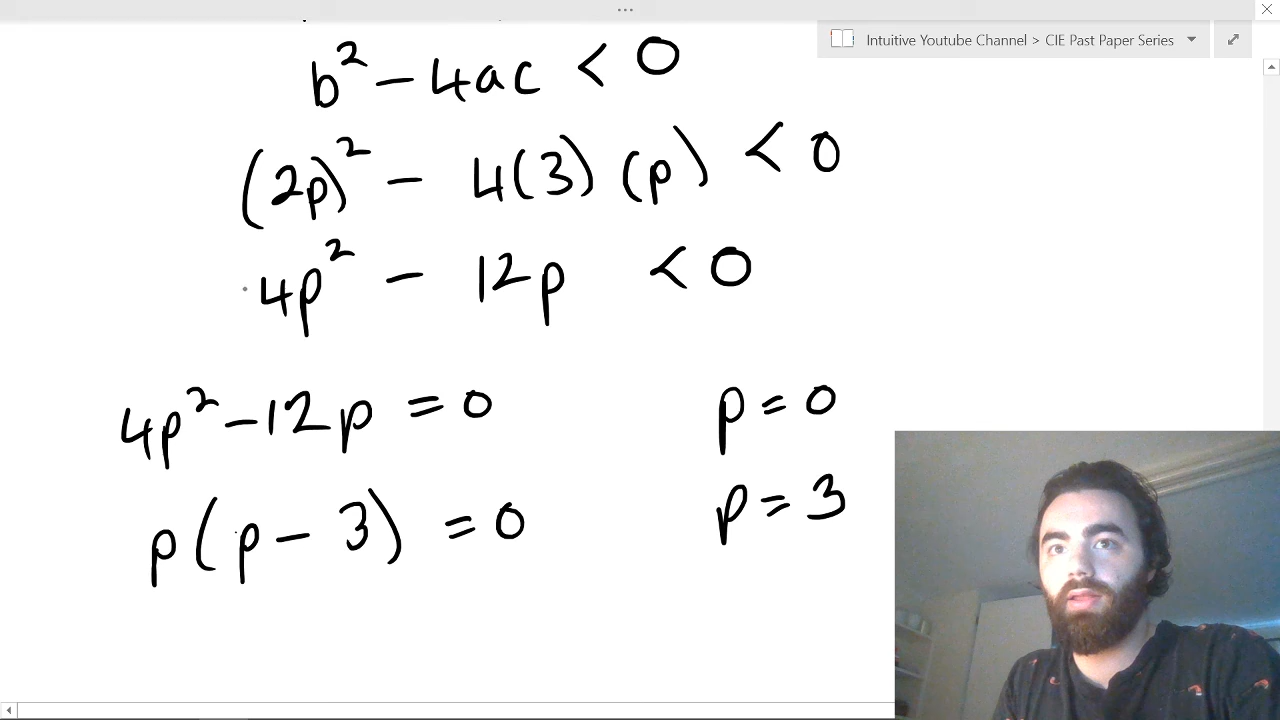 Intuitive Youtube Channel > CIE Past Paper Series
b² - 4ac < 0
(2p)² - 4(3)(p) < 0
4p² - 12p < 0
4p² - 12p = 0
p = 0
p(p - 3) = 0
p = 3